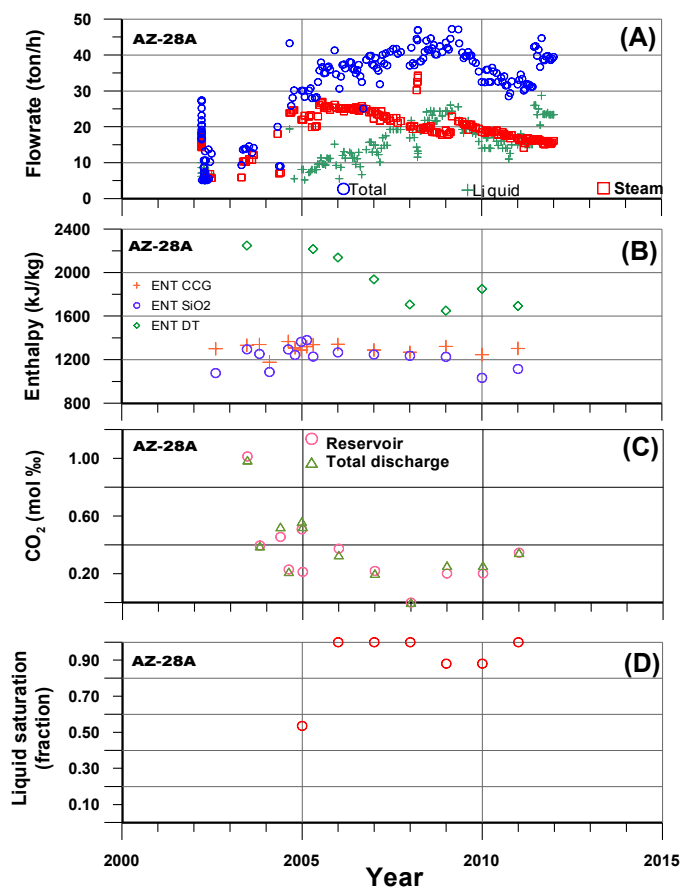 50
(A)
AZ-28A
40
30
20
10
0
Flowrate (ton/h)
Total
Liquid
Steam
2400
AZ-28A
(B)
2000
ENT CCG
ENT SiO2
ENT DT
1600
1200
800
Enthalpy (kJ/kg)
AZ-28A
Reservoir
Total discharge
(C)
1.00
0.60
0.20
CO2 (mol ‰)
AZ-28A
(D)
0.90
0.70
0.50
0.30
0.10
Liquid saturation
(fraction)
2000
2005
2010
2015
Year